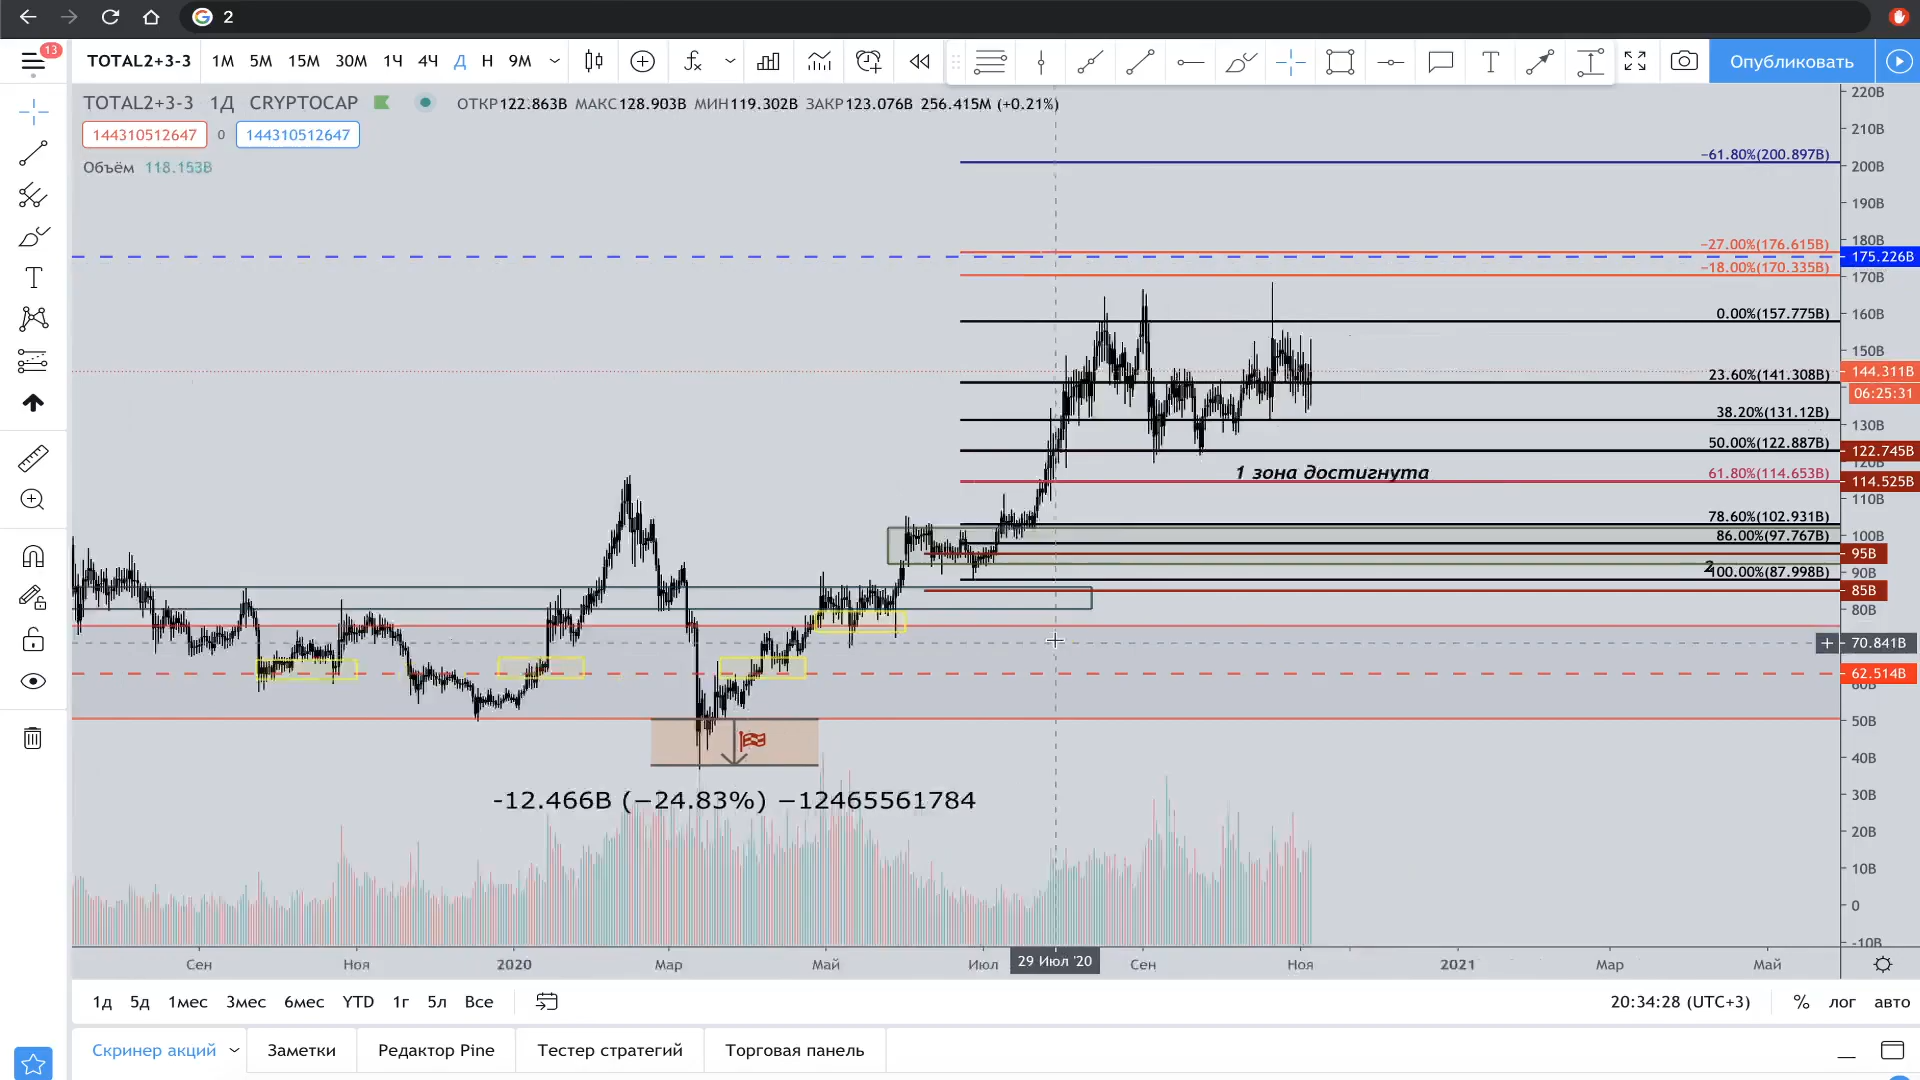 2
13
TOTAL2+3-3 1М 5М 15М 30М 1Ч 4Ч Д Н 9М
Опубликовать
TOTAL2+3-3 1Д CRYPTOCAP ОТКР122.863B МАКС128.903B МИН119.302B ЗАКР123.076B 256.415M (+0.21%)
144310512647 0 144310512647
Объём 118.153B
220B
210B
−61.80%(200.897B)
200B
190B
180B
−27.00%(176.615B)
175.226B
−18.00%(170.335B)
170B
0.00%(157.775B)
160B
150B
144.311B
23.60%(141.308B)
06:25:31
38.20%(131.12B)
130B
50.00%(122.887B)
122.745B
120B
1 зона достигнута
61.80%(114.653B)
114.525B
110B
78.60%(102.931B)
86.00%(97.767B)
100B
95B
2
100.00%(87.998B)
90B
85B
80B
70.841B
62.514B
60B
50B
40B
-12.466B (−24.83%) −12465561784
30B
20B
10B
0
-10B
Сен Ноя 2020 Мар Май Июл 29 Июл '20 Сен Ноя 2021 Мар Май
1д 5д 1мес 3мес 6мес YTD 1г 5л Все 20:34:28 (UTC+3) % лог авто
Скринер акций Заметки Редактор Pine Тестер стратегий Торговая панель